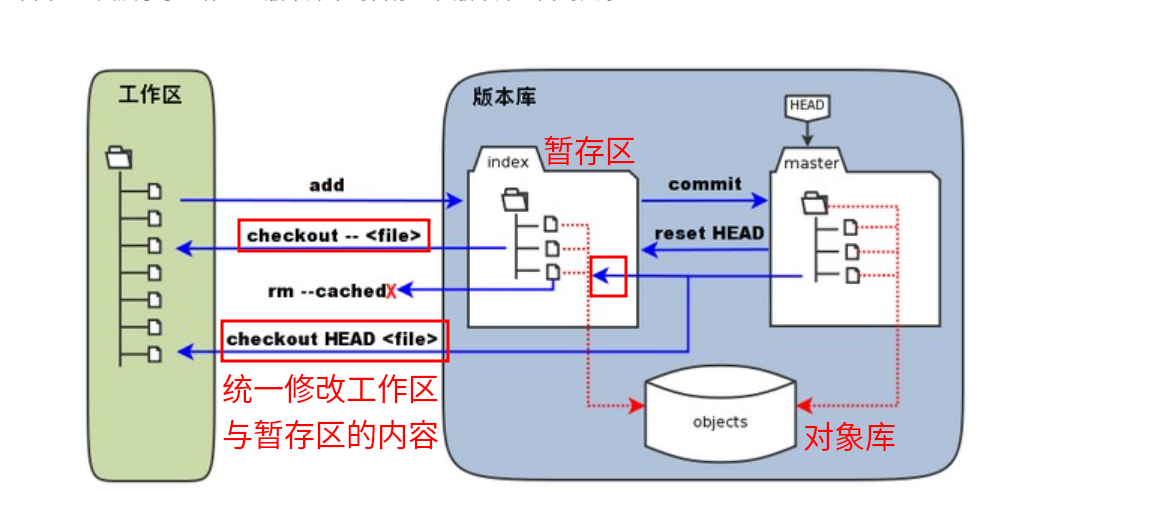 工作区
版本库
HEAD
index
暂存区
master
add
commit
checkout -- <file>
reset HEAD
rm --cachedX
checkout HEAD <file>
统一修改工作区
与暂存区的内容
objects
对象库